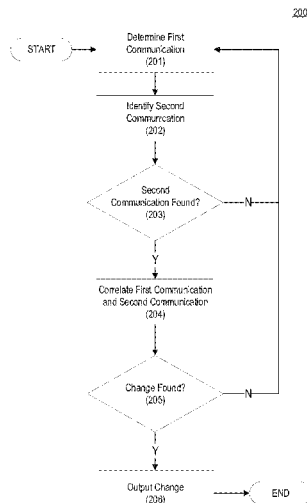 200
START
Determine First
Communication
(201)
Identify Second
Communication
(202)
Second
Communication Found?
(203)
N
Y
Correlate First Communication
and Second Communication
(204)
Change Found?
(205)
N
Y
Output Change
(206)
END